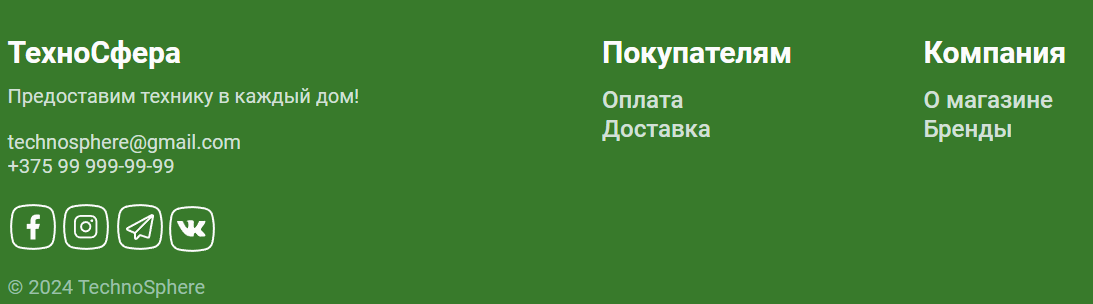 ТехноСфера
Предоставим технику в каждый дом!
technosphere@gmail.com
+375 99 999-99-99
© 2024 TechnoSphere
Покупателям
Оплата
Доставка
Компания
О магазине
Бренды